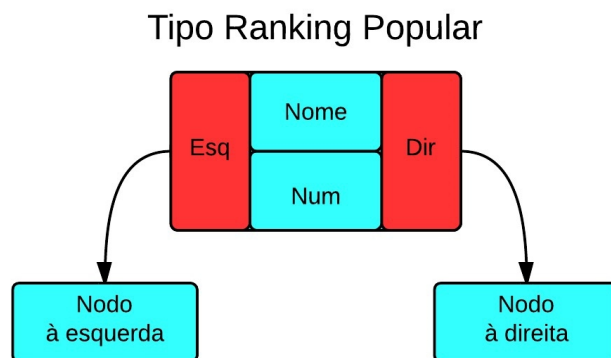 Tipo Ranking Popular
Nome
Esq
Dir
Num
Nodo
à esquerda
Nodo
à direita